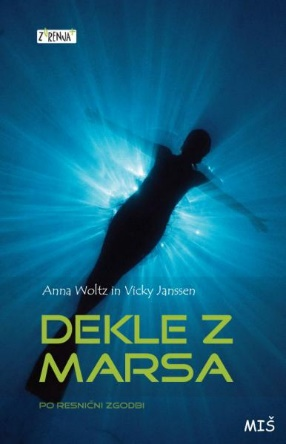 ZORENJA+
Anna Woltz in Vicky Janssen
DEKLE Z
MARSA
PO RESNIČNI ZGODBI
MIŠ